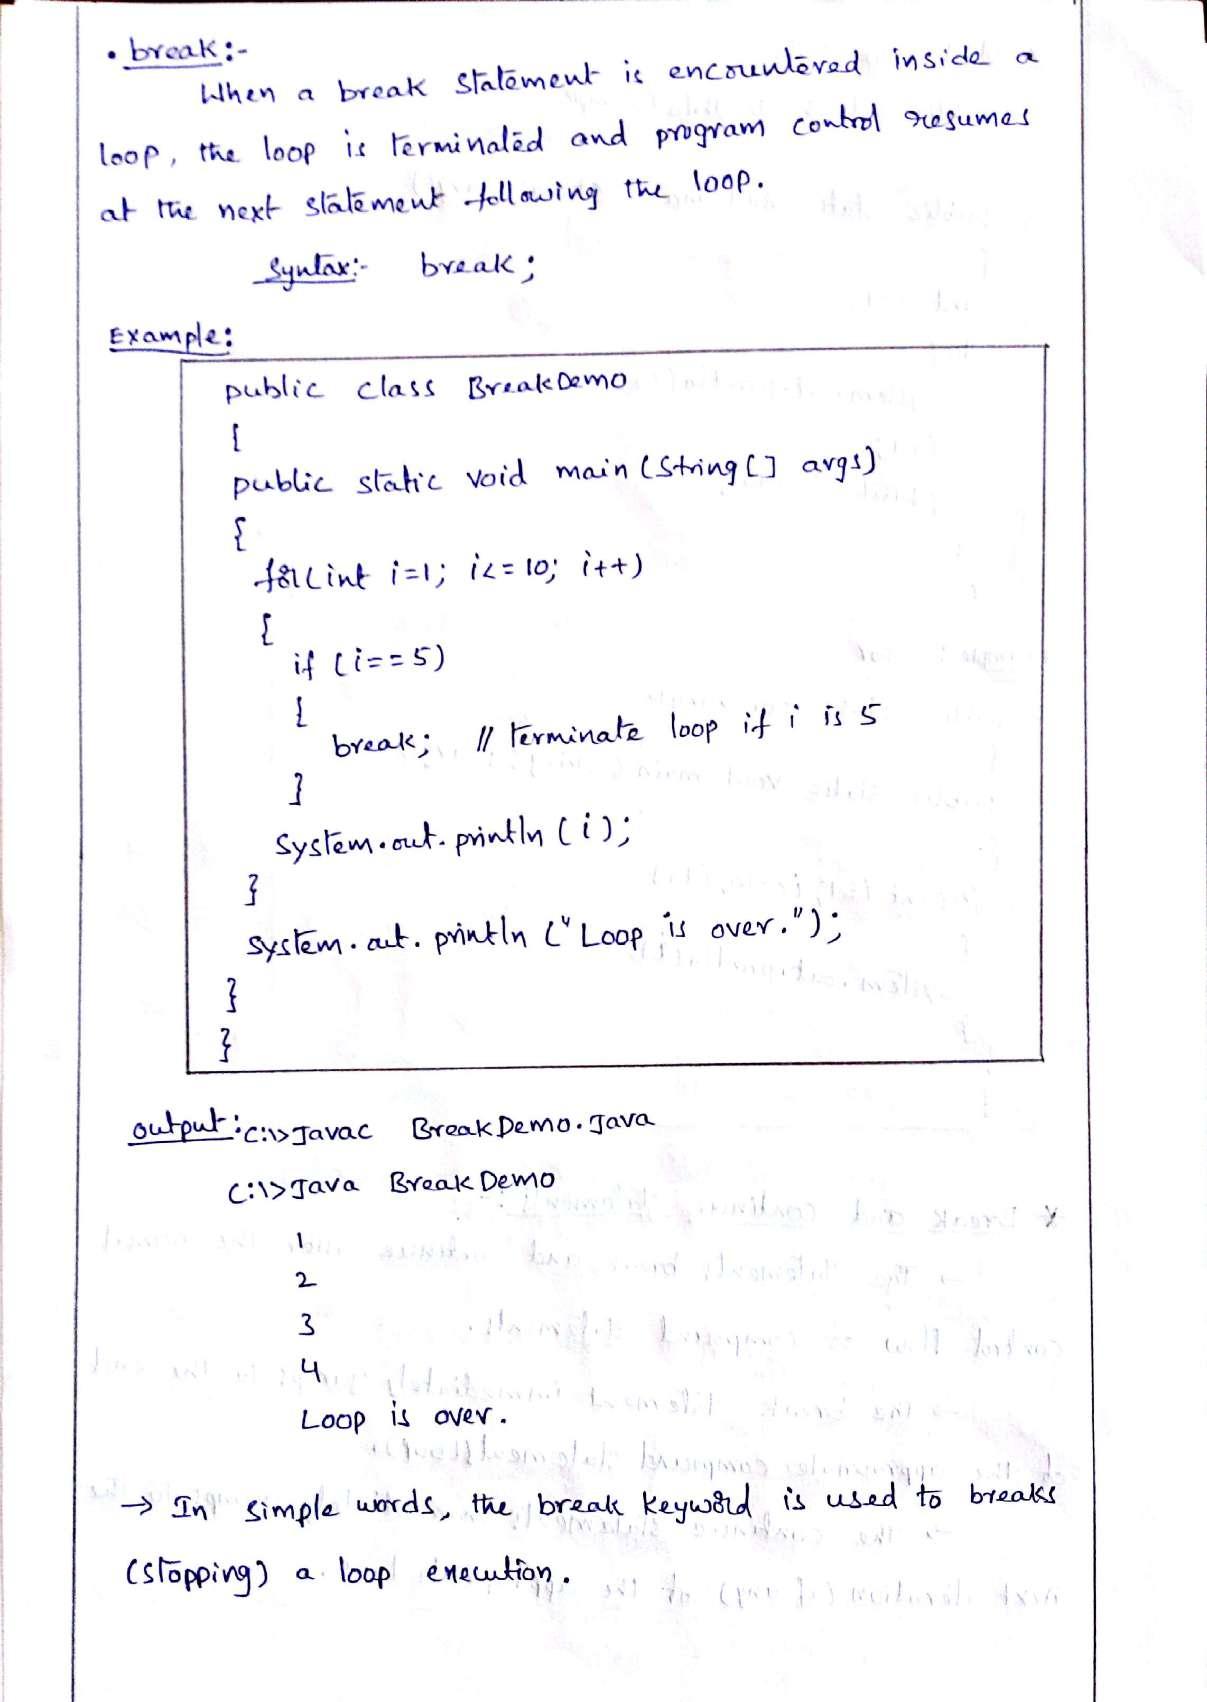 • break:-
When a break statement is encountered inside a
loop, the loop is terminated and program control resumes
at the next statement following the loop.
Syntax:- break;
Example:
public class BreakDemo
{
public static void main (String [] args)
{
for(int i=1; i<=10; i++)
{
if (i==5)
{
break; // terminate loop if i is 5
}
System.out.println (i);
}
System.out.println ("Loop is over.");
}
}
output: C:\>Javac BreakDemo.Java
C:\>Java BreakDemo
1
2
3
4
Loop is over.
→ In simple words, the break keyword is used to breaks
(stopping) a loop execution.